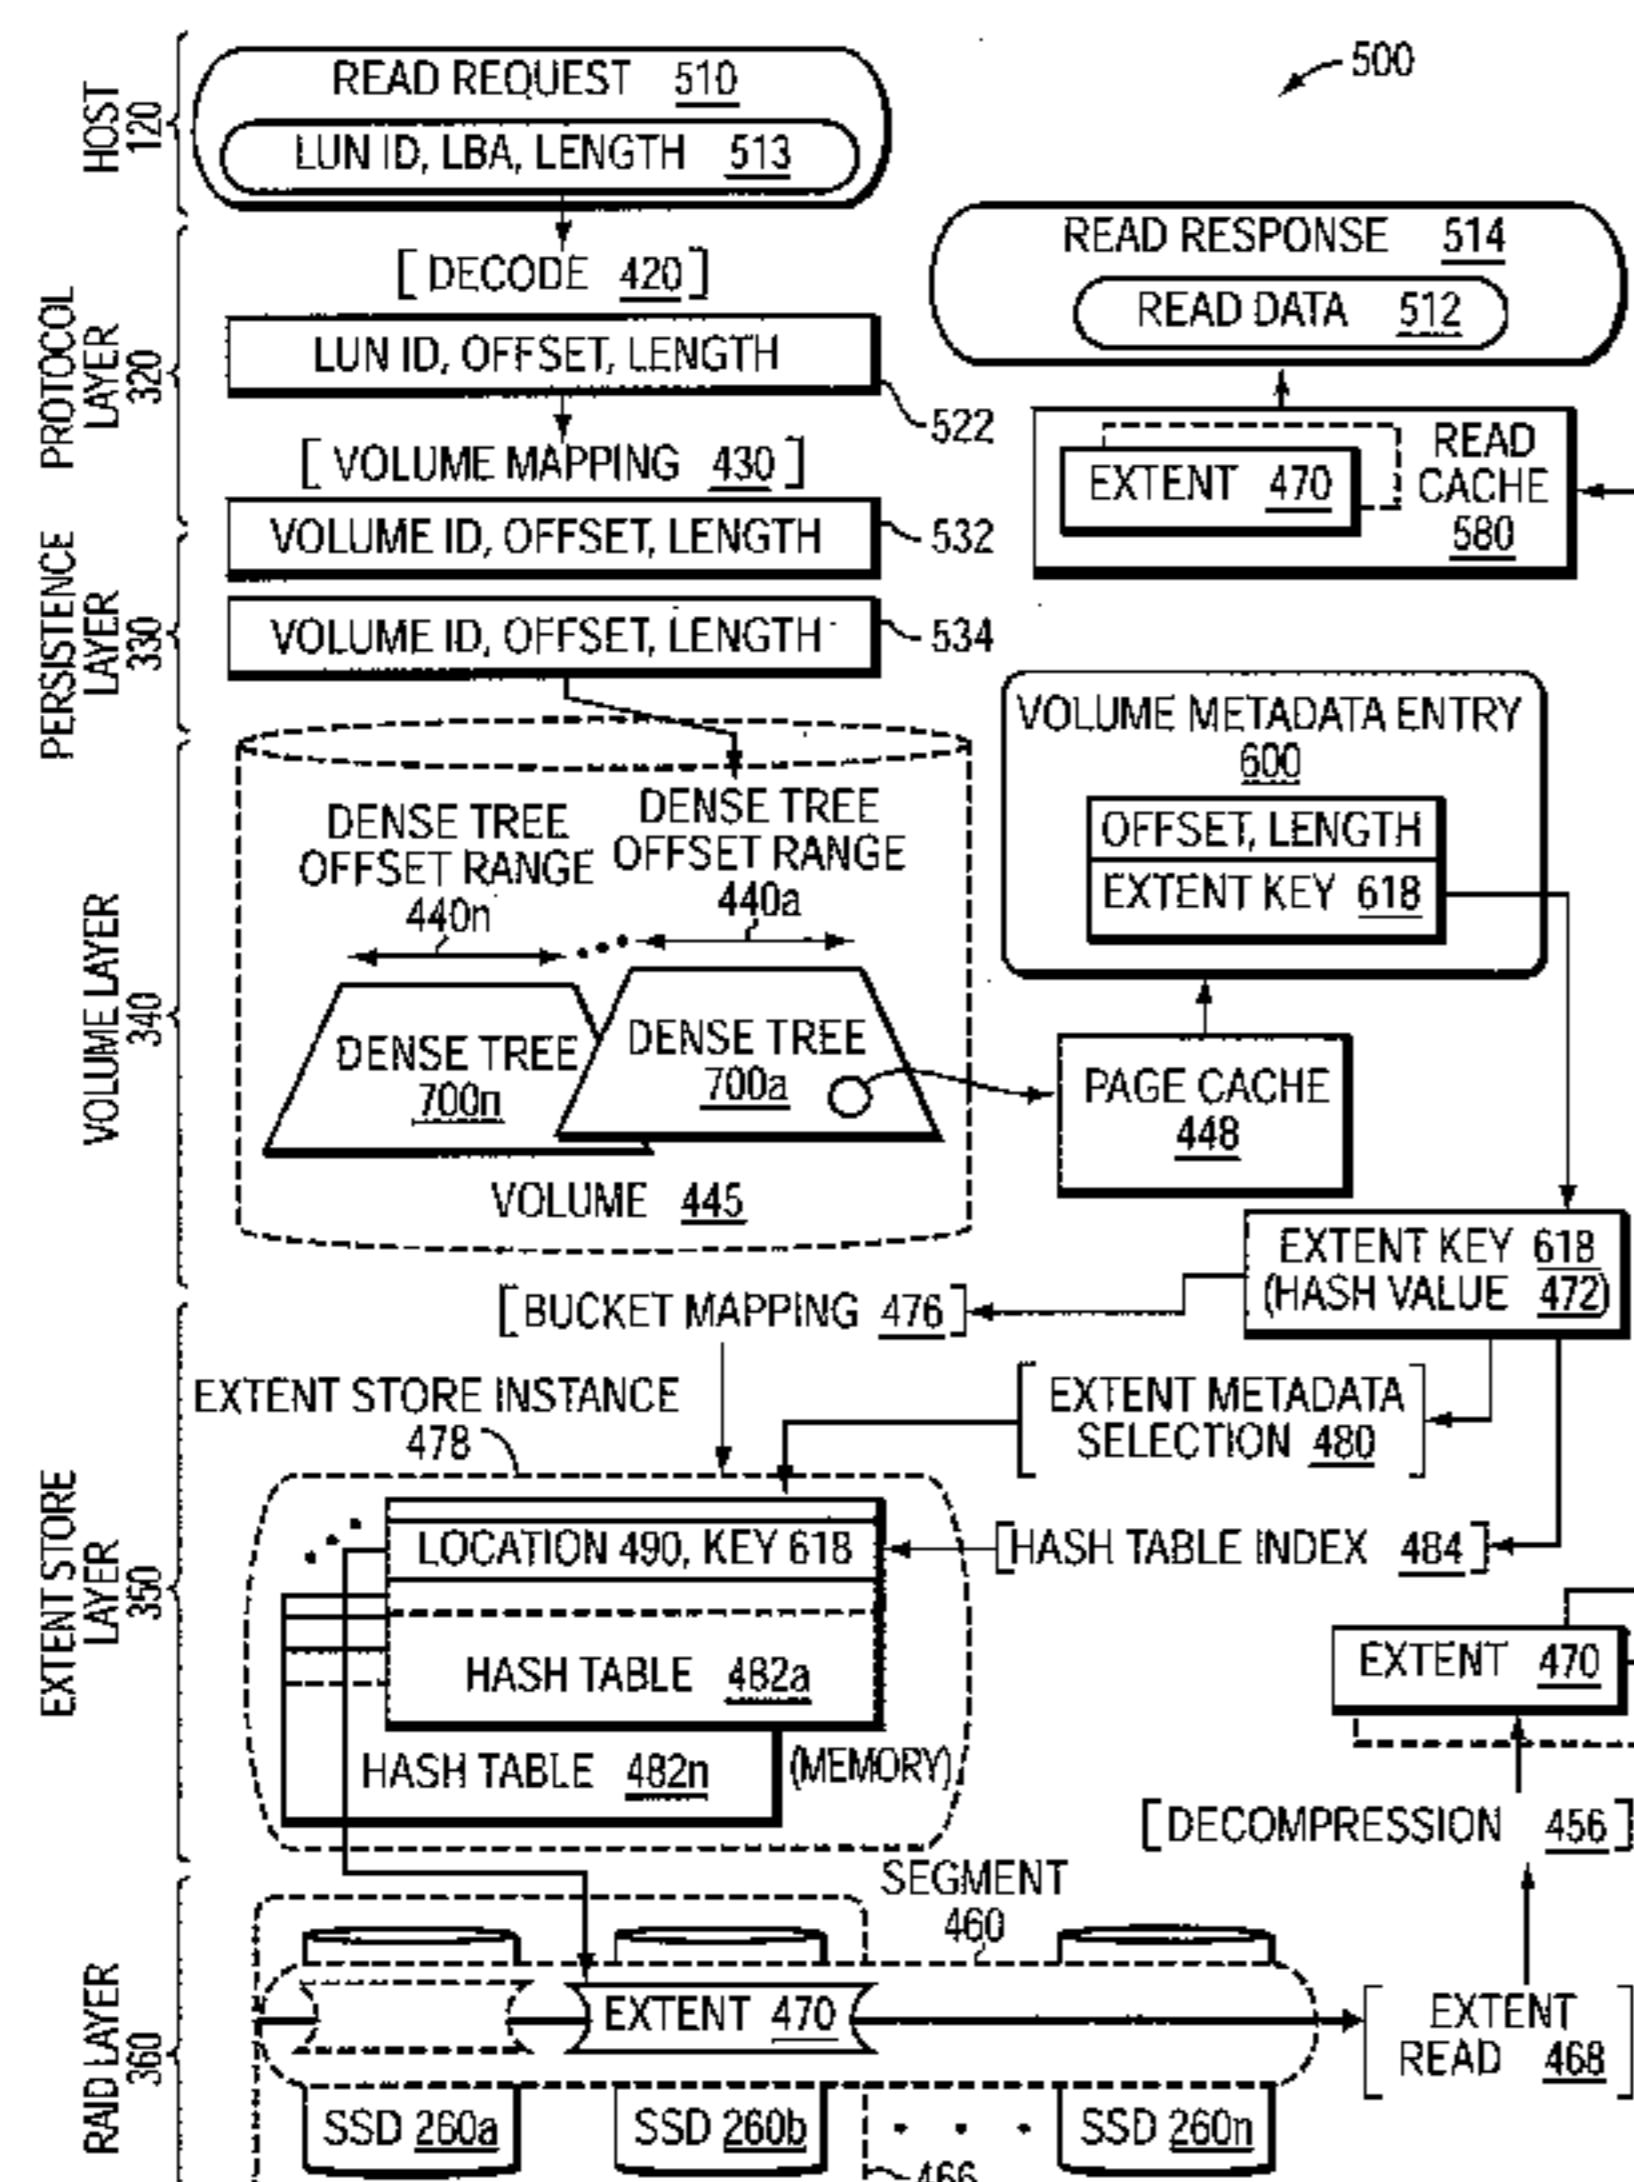 500
HOST
120
READ REQUEST 510
LUN ID, LBA, LENGTH 513
PROTOCOL
LAYER
320
[DECODE 420]
LUN ID, OFFSET, LENGTH
522
[VOLUME MAPPING 430]
VOLUME ID, OFFSET, LENGTH
532
READ RESPONSE 514
READ DATA 512
EXTENT 470
READ
CACHE
580
PERSISTENCE
LAYER
330
VOLUME ID, OFFSET, LENGTH
534
VOLUME LAYER
340
DENSE TREE
OFFSET RANGE
440n
DENSE TREE
OFFSET RANGE
440a
DENSE TREE
700n
DENSE TREE
700a
VOLUME 445
VOLUME METADATA ENTRY
600
OFFSET, LENGTH
EXTENT KEY 618
PAGE CACHE
448
EXTENT KEY 618
(HASH VALUE 472)
EXTENT STORE
LAYER
350
[BUCKET MAPPING 476]
EXTENT STORE INSTANCE
478
[EXTENT METADATA
SELECTION 480]
LOCATION 490, KEY 618
[HASH TABLE INDEX 484]
HASH TABLE 482a
HASH TABLE 482n
(MEMORY)
EXTENT 470
[DECOMPRESSION 456]
RAID LAYER
360
SEGMENT
460
EXTENT 470
[EXTENT
READ 468]
SSD 260a
SSD 260b
SSD 260n
466